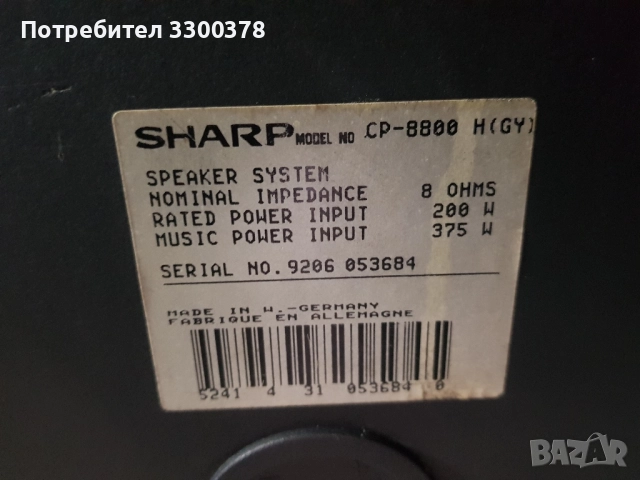 Потребител 3300378
SHARP MODEL NO CP-8800 H(GY)
SPEAKER SYSTEM
NOMINAL IMPEDANCE 8 OHMS
RATED POWER INPUT 200 W
MUSIC POWER INPUT 375 W
SERIAL NO. 9206 053684
MADE IN W.-GERMANY
FABRIQUE EN ALLEMAGNE
5241 4 31 053684 0
BAZAR